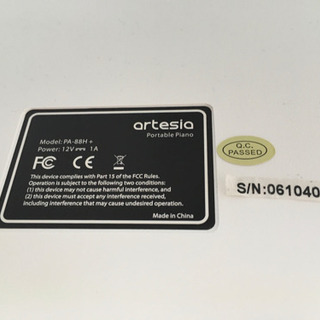 artesia
Portable Piano
Model: PA-88H +
Power: 12V⎓ 1A
FC CE
This device complies with Part 15 of the FCC Rules.
Operation is subject to the following two conditions:
(1) this device may not cause harmful interference, and
(2) this device must accept any interference received,
Including interference that may cause undesired operation.
Made in China
Q.C.
PASSED
S/N:061040